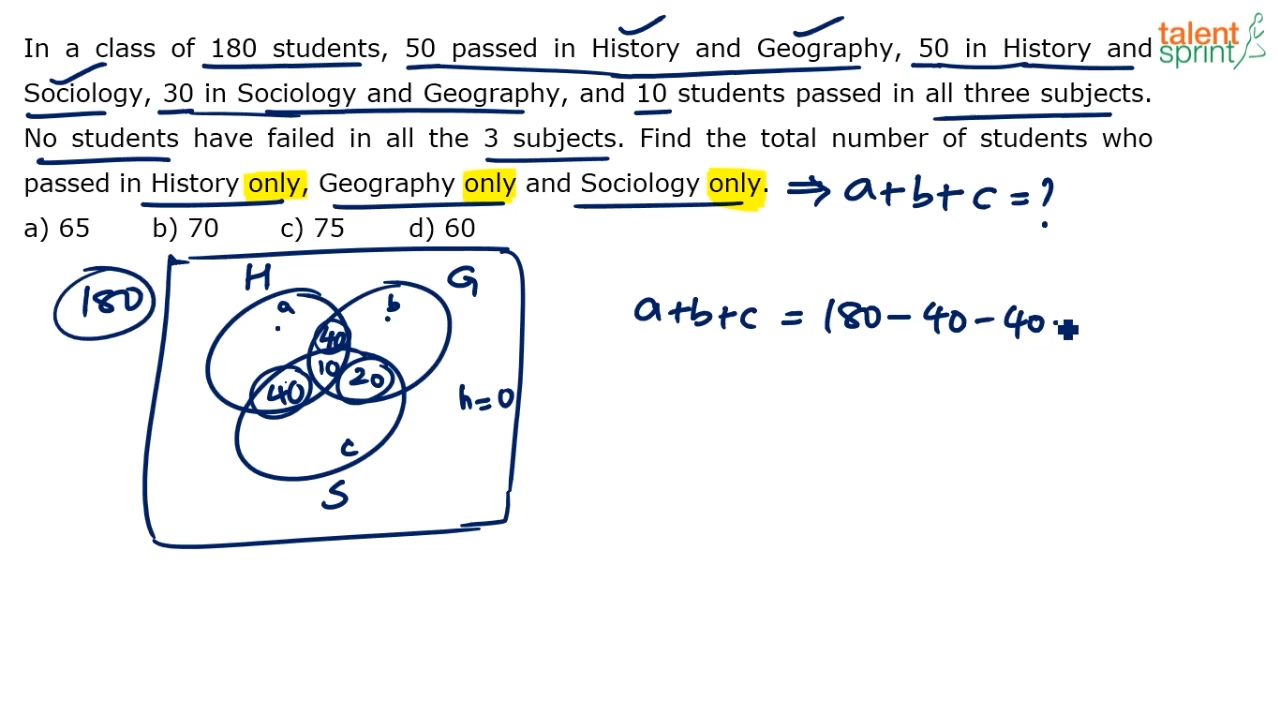 In a class of 180 students, 50 passed in History and Geography, 50 in History and
Sociology, 30 in Sociology and Geography, and 10 students passed in all three subjects.
No students have failed in all the 3 subjects. Find the total number of students who
passed in History only, Geography only and Sociology only. ⇒ a+b+c = ?
a) 65 b) 70 c) 75 d) 60
talent
sprint
180
H
G
a
b
40
10
40
20
n=0
c
S
a+b+c = 180-40-40